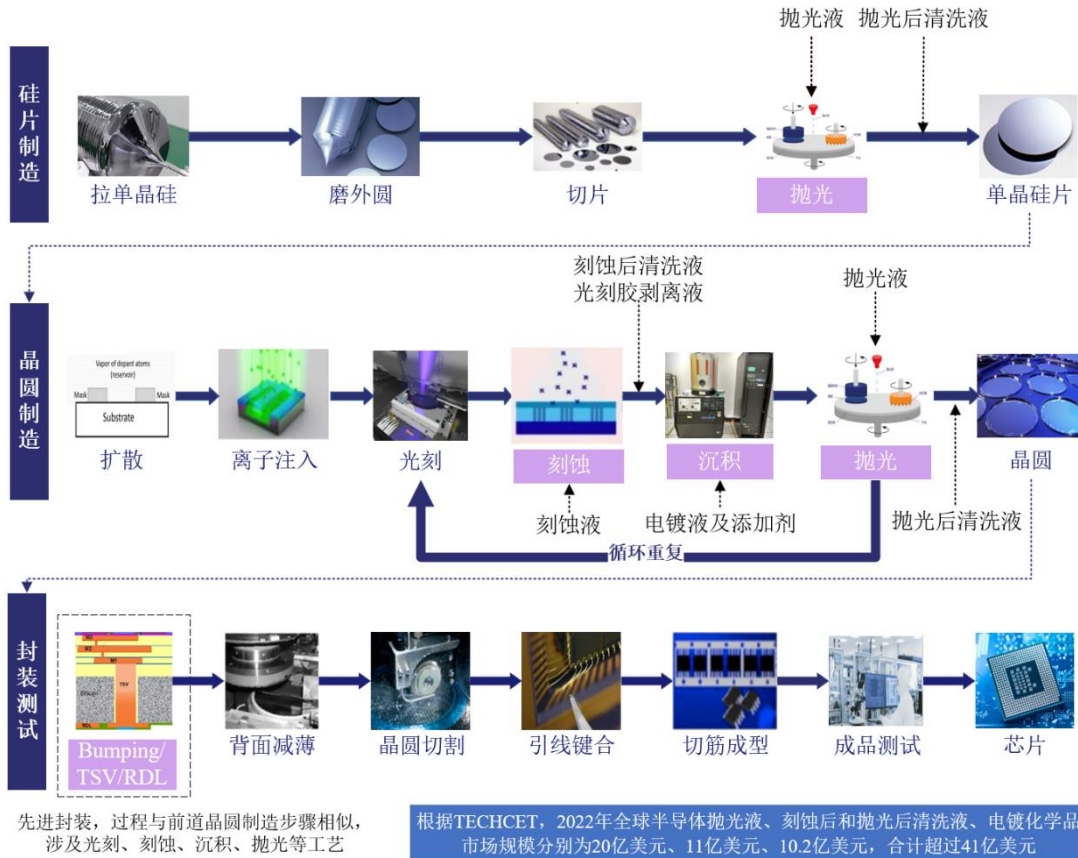 抛光液
抛光后清洗液
硅片制造
拉单晶硅
磨外圆
切片
抛光
单晶硅片
刻蚀后清洗液
光刻胶剥离液
抛光液
晶圆制造
Vapor of dopant atoms
(reservoir)
Mask
Mask
Substrate
扩散
离子注入
光刻
刻蚀
沉积
抛光
晶圆
刻蚀液
电镀液及添加剂
抛光后清洗液
循环重复
封装测试
M2
M1
TSV
Bumping/
TSV/RDL
背面减薄
晶圆切割
引线键合
切筋成型
成品测试
芯片
先进封装，过程与前道晶圆制造步骤相似，
涉及光刻、刻蚀、沉积、抛光等工艺
根据TECHCET，2022年全球半导体抛光液、刻蚀后和抛光后清洗液、电镀化学品
市场规模分别为20亿美元、11亿美元、10.2亿美元，合计超过41亿美元